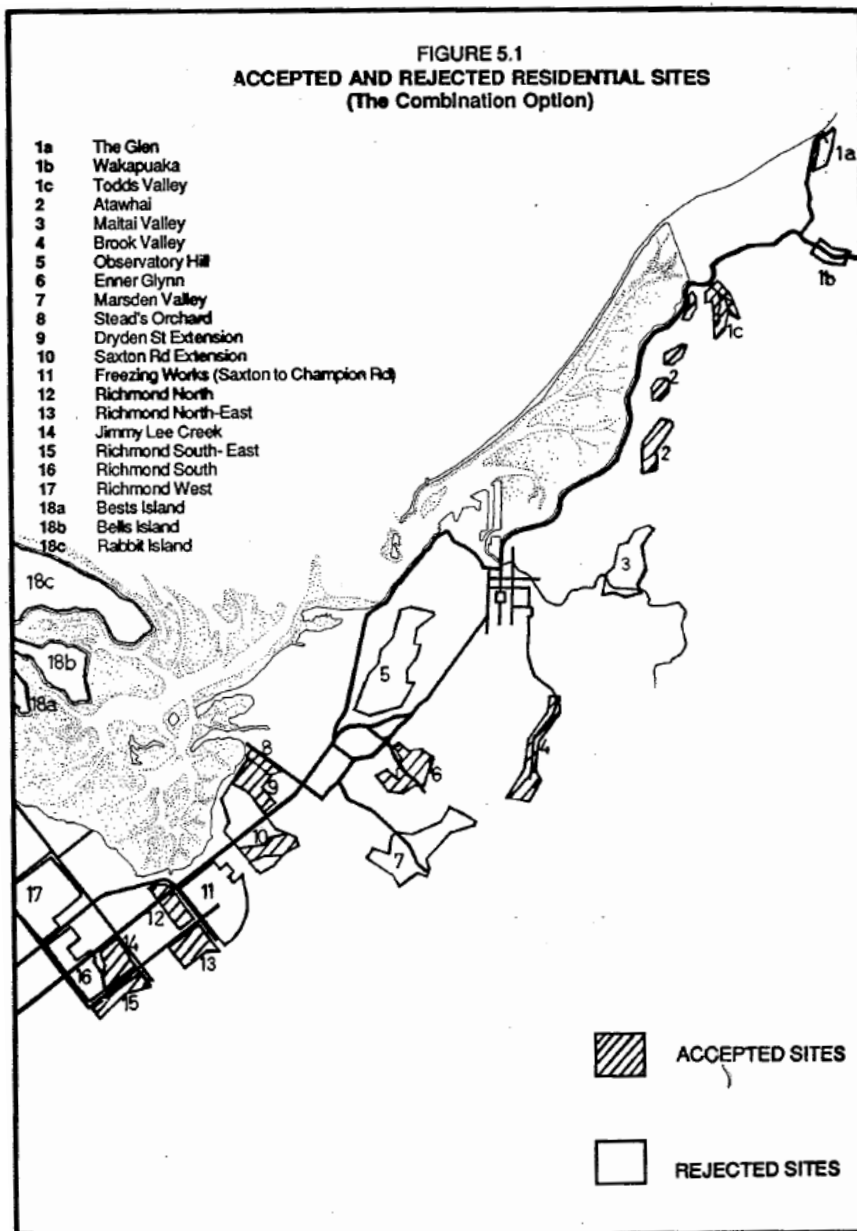 FIGURE 5.1
ACCEPTED AND REJECTED RESIDENTIAL SITES
(The Combination Option)
1a The Glen
1b Wakapuaka
1c Todds Valley
2 Atawhai
3 Maitai Valley
4 Brook Valley
5 Observatory Hill
6 Enner Glynn
7 Marsden Valley
8 Stead's Orchard
9 Dryden St Extension
10 Saxton Rd Extension
11 Freezing Works (Saxton to Champion Rd)
12 Richmond North
13 Richmond North-East
14 Jimmy Lee Creek
15 Richmond South-East
16 Richmond South
17 Richmond West
18a Bests Island
18b Bells Island
18c Rabbit Island
1a
1b
1c
2
2
3
18c
18b
18a
5
4
8
6
9
10
7
17
11
12
14
13
16
15
ACCEPTED SITES
REJECTED SITES